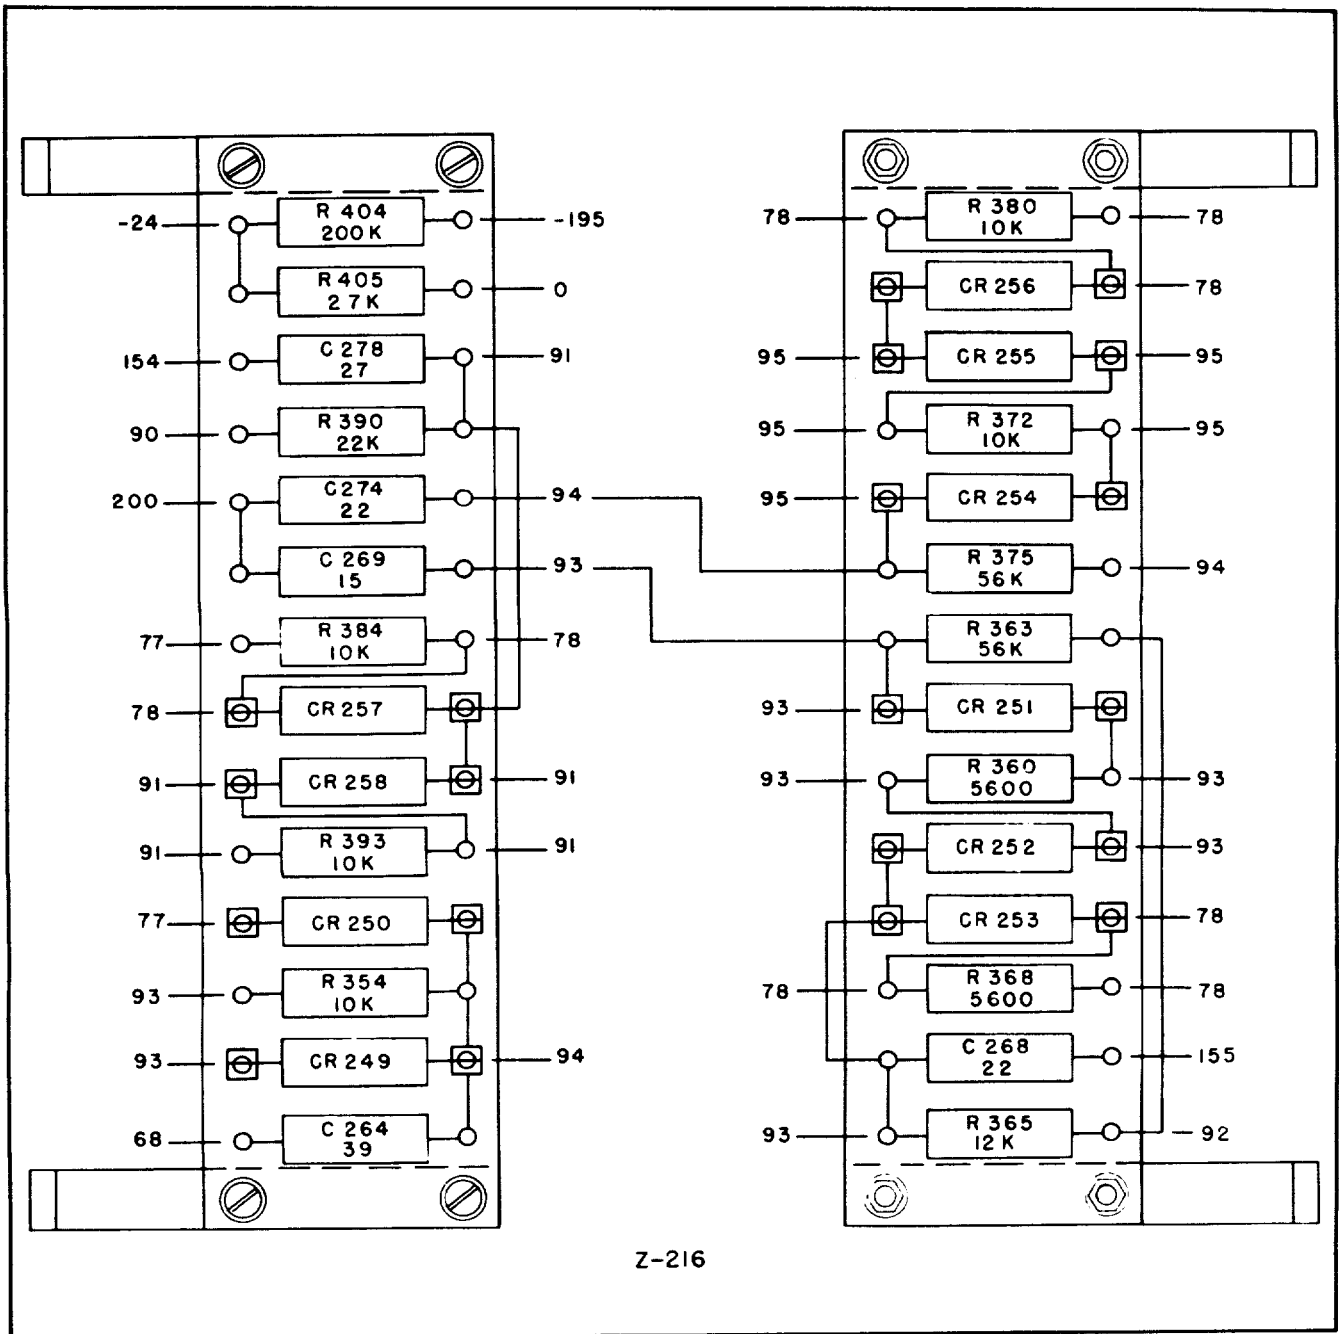 -24 R 404 -195
200 K
R 405 0
27K
154 C 278 91
27
90 R 390
22K
200 C 274 94
22
C 269 93
15
77 R 384 78
10K
78 CR 257
91 CR 258 91
91 R 393 91
10K
77 CR 250
93 R 354
10K
93 CR 249 94
68 C 264
39
78 R 380 78
10K
CR 256 78
95 CR 255 95
95 R 372 95
10K
95 CR 254
R 375 94
56K
R 363
56K
93 CR 251
93 R 360 93
5600
CR 252 93
CR 253 78
78 R 368 78
5600
C 268 155
22
93 R 365 92
12K
Z-216